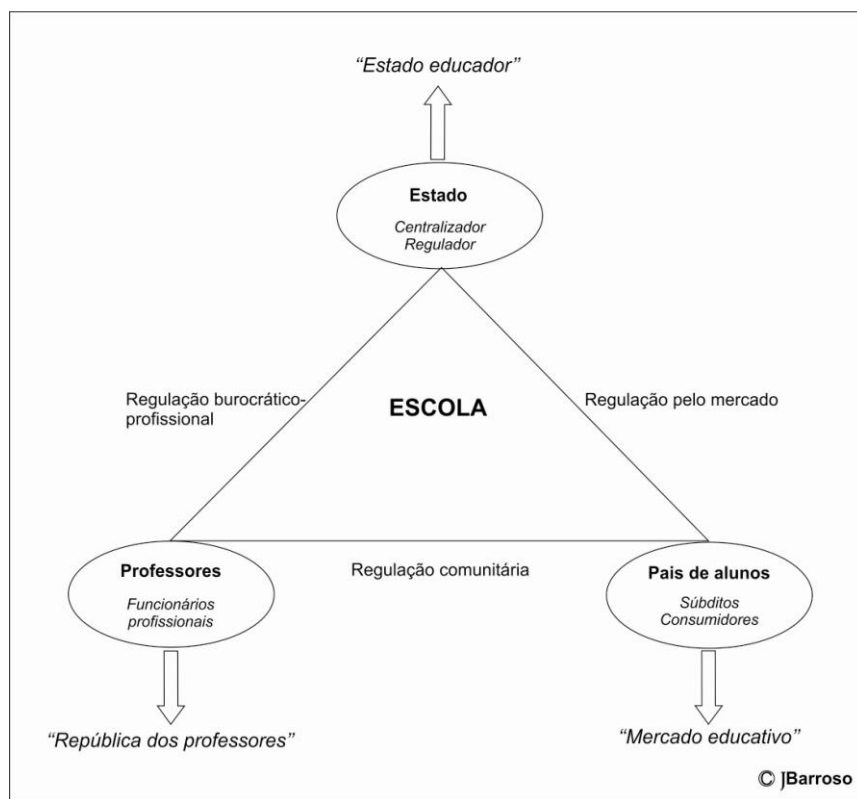 “Estado educador”
Estado
Centralizador
Regulador
Regulação burocrático-
profissional
ESCOLA
Regulação pelo mercado
Professores
Funcionários
profissionais
Regulação comunitária
Pais de alunos
Súbditos
Consumidores
“República dos professores”
“Mercado educativo”
© JBarroso